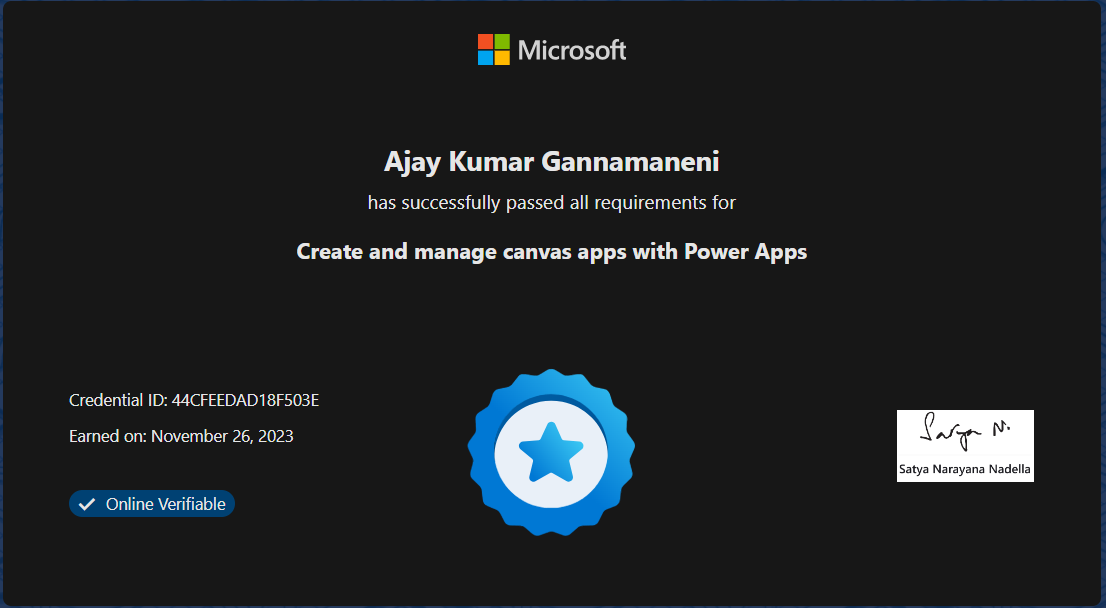 Microsoft
Ajay Kumar Gannamaneni
has successfully passed all requirements for
Create and manage canvas apps with Power Apps
Credential ID: 44CFEEDAD18F503E
Earned on: November 26, 2023
Online Verifiable
Satya N.
Satya Narayana Nadella